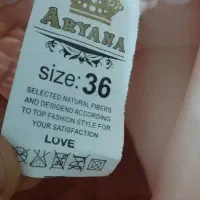 ARYANA
size: 36
SELECTED NATURAL FIBERS
AND DESIGEND ACCORDING
TO TOP FASHION STYLE FOR
YOUR SATISFACTION
LOVE